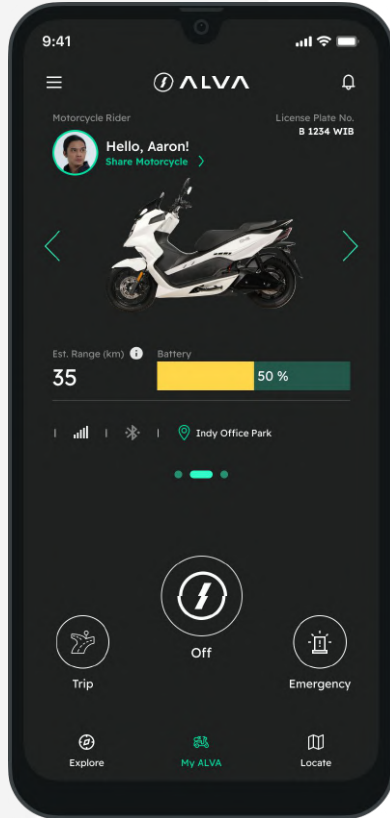 9:41
ALVA
Motorcycle Rider
License Plate No.
B 1234 WIB
Hello, Aaron!
Share Motorcycle
Est. Range (km)
Battery
35
50 %
Indy Office Park
Off
Trip
Emergency
Explore
My ALVA
Locate